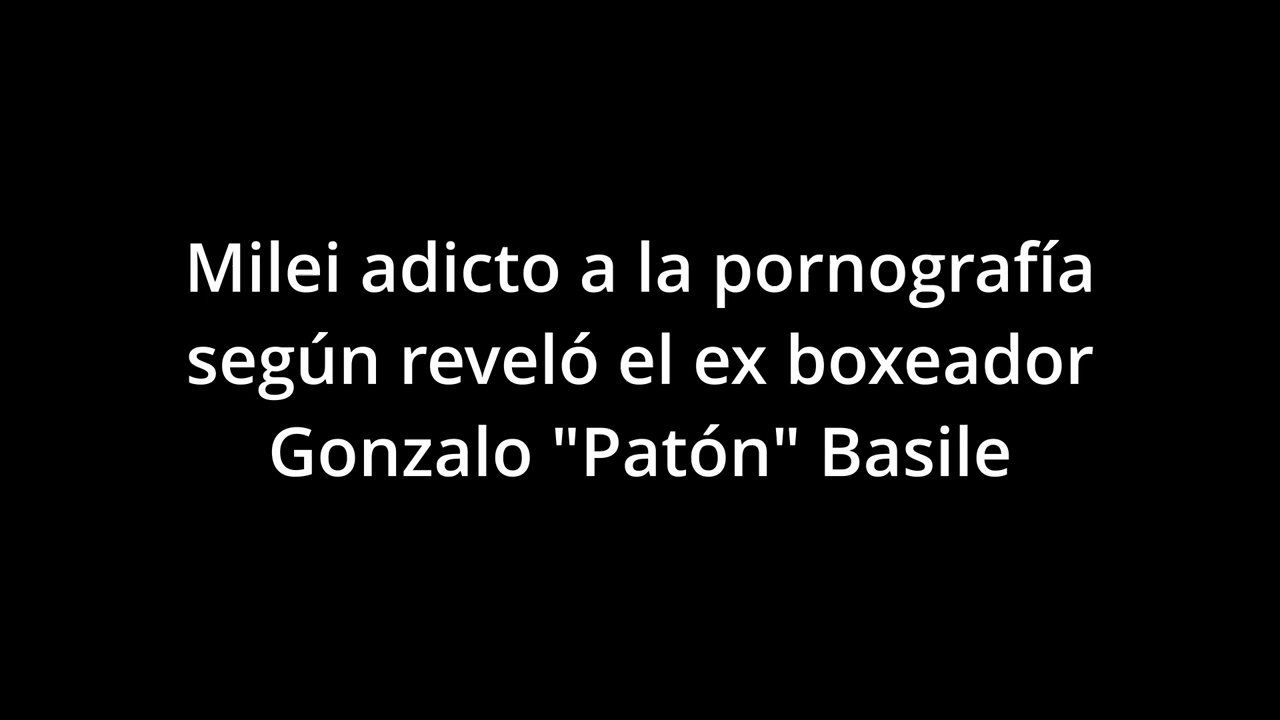 Milei adicto a la pornografía
según reveló el ex boxeador
Gonzalo "Patón" Basile